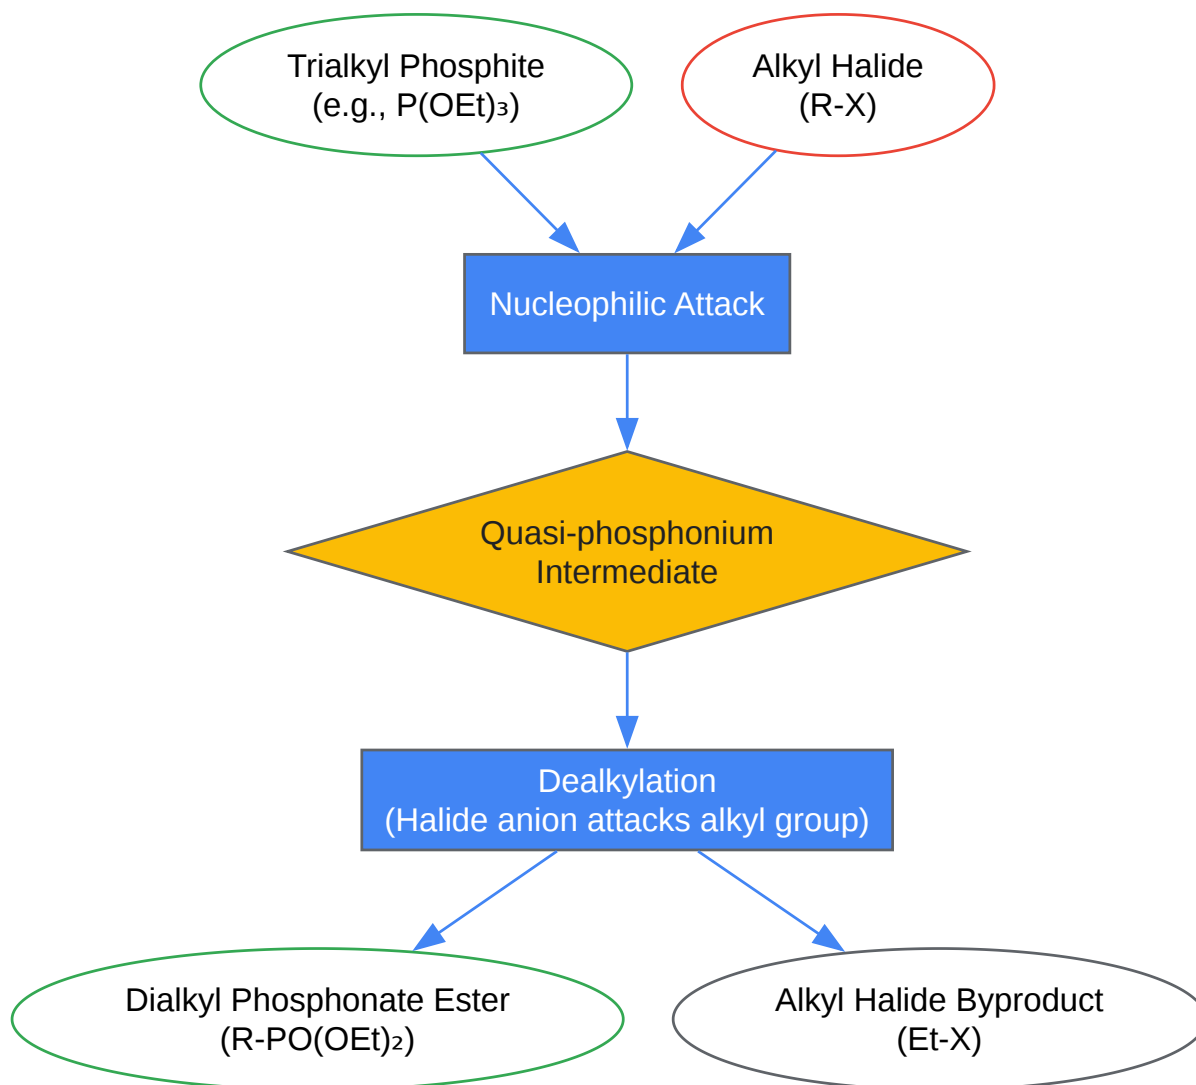 Trialkyl Phosphite
(e.g., P(OEt)₃)
Alkyl Halide
(R-X)
Nucleophilic Attack
Quasi-phosphonium
Intermediate
Dealkylation
(Halide anion attacks alkyl group)
Dialkyl Phosphonate Ester
(R-PO(OEt)₂)
Alkyl Halide Byproduct
(Et-X)